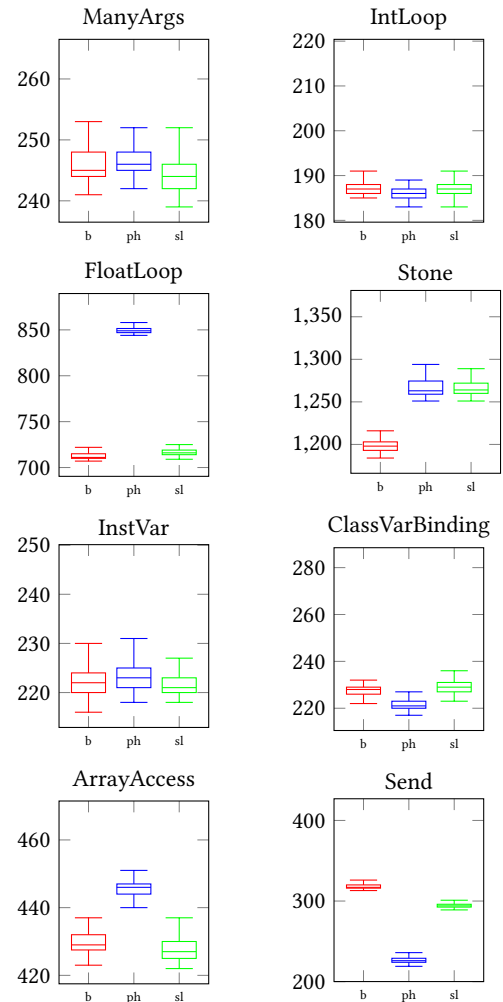 ManyArgs
260
250
240
b ph sl
IntLoop
220
210
200
190
180
b ph sl
FloatLoop
850
800
750
700
b ph sl
Stone
1,350
1,300
1,250
1,200
b ph sl
InstVar
250
240
230
220
b ph sl
ClassVarBinding
280
260
240
220
b ph sl
ArrayAccess
460
440
420
b ph sl
Send
400
300
200
b ph sl